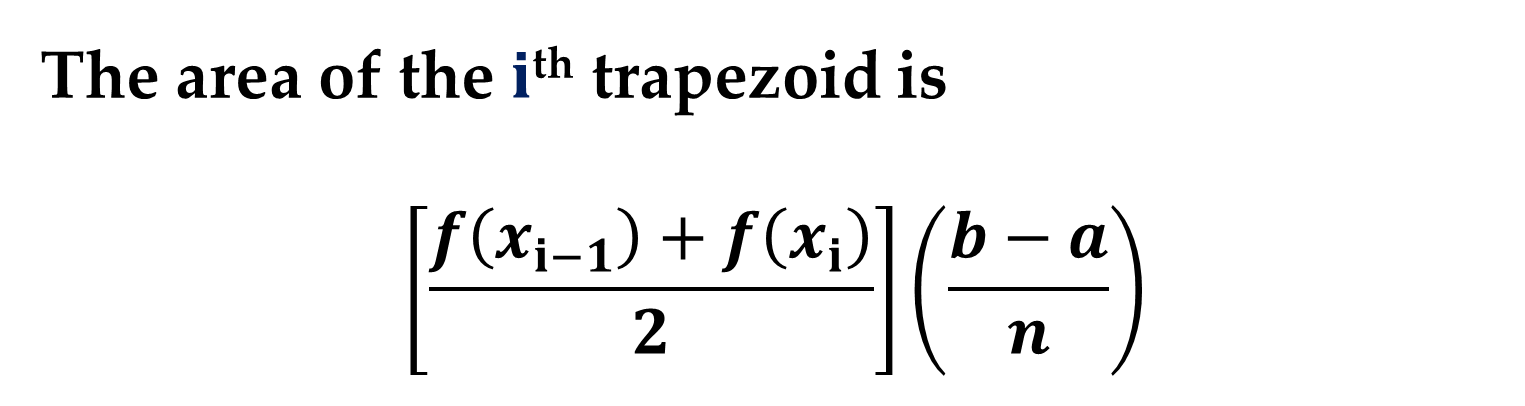 The area of the iᵗʰ trapezoid is
[f(xᵢ₋₁) + f(xᵢ) / 2] (b − a / n)